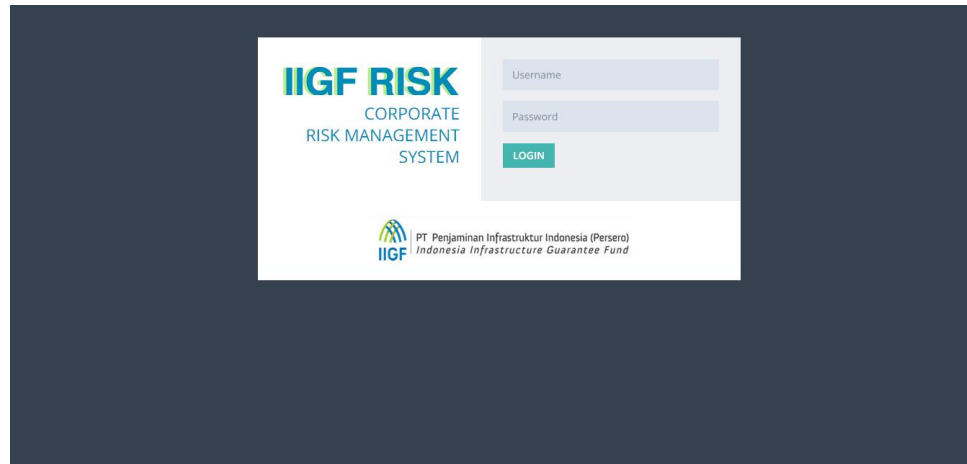 IIGF RISK
CORPORATE
RISK MANAGEMENT
SYSTEM
Username
Password
LOGIN
IIGF
PT Penjaminan Infrastruktur Indonesia (Persero)
Indonesia Infrastructure Guarantee Fund